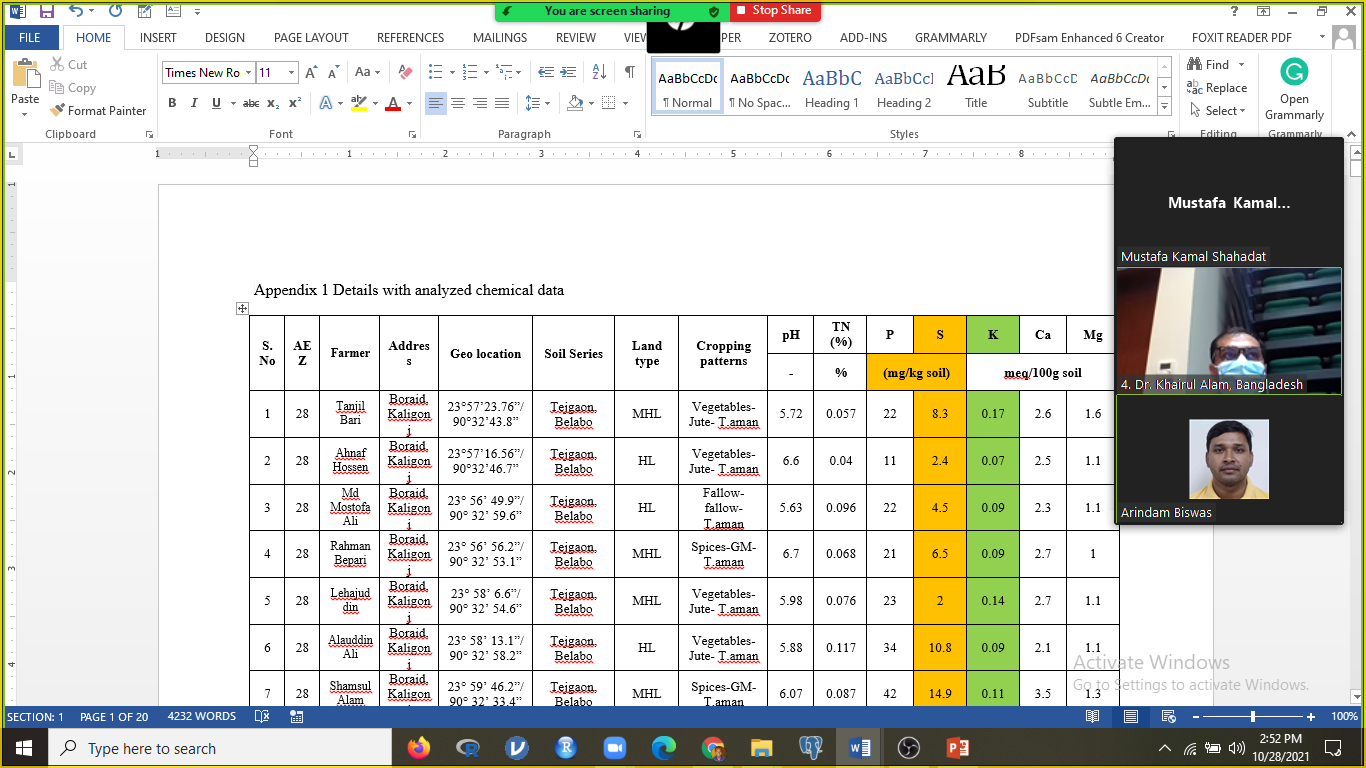 You are screen sharing
Stop Share
FILE HOME INSERT DESIGN PAGE LAYOUT REFERENCES MAILINGS REVIEW PER ZOTERO ADD-INS GRAMMARLY PDFsam Enhanced 6 Creator FOXIT READER PDF
Paste
Cut
Copy
Format Painter
Clipboard
Times New Ro 11
Font
Paragraph
AaBbCcDc AaBbCcDc AaBbC AaBbCcI AaB AaBbCcD AaBbCcDc
¶ Normal ¶ No Spac... Heading 1 Heading 2 Title Subtitle Subtle Em...
Styles
Find
Replace
Select
Editing
Open
Grammarly
Grammarly
1 1 2 3 4 5 6 7 8
Mustafa Kamal...
Mustafa Kamal Shahadat
4. Dr. Khairul Alam, Bangladesh
Arindam Biswas
Appendix 1 Details with analyzed chemical data
S. No AEZ Farmer Address Geo location Soil Series Land type Cropping patterns pH TN (%) P S K Ca Mg
- % (mg/kg soil) meq/100g soil
1 28 Tanjil Bari Boraid, Kaligonj 23°57’23.76”/ 90°32’43.8” Tejgaon, Belabo MHL Vegetables-Jute- T.aman 5.72 0.057 22 8.3 0.17 2.6 1.6
2 28 Ahnaf Hossen Boraid, Kaligonj 23°57’16.56”/ 90°32’46.7” Tejgaon, Belabo HL Vegetables-Jute- T.aman 6.6 0.04 11 2.4 0.07 2.5 1.1
3 28 Md Mostofa Ali Boraid, Kaligonj 23° 56’ 49.9”/ 90° 32’ 59.6” Tejgaon, Belabo HL Fallow-fallow-T.aman 5.63 0.096 22 4.5 0.09 2.3 1.1
4 28 Rahman Bepari Boraid, Kaligonj 23° 56’ 56.2”/ 90° 32’ 53.1” Tejgaon, Belabo MHL Spices-GM-T.aman 6.7 0.068 21 6.5 0.09 2.7 1
5 28 Lehajuddin Boraid, Kaligonj 23° 58’ 6.6”/ 90° 32’ 54.6” Tejgaon, Belabo MHL Vegetables-Jute- T.aman 5.98 0.076 23 2 0.14 2.7 1.1
6 28 Alauddin Ali Boraid, Kaligonj 23° 58’ 13.1”/ 90° 32’ 58.2” Tejgaon, Belabo HL Vegetables-Jute- T.aman 5.88 0.117 34 10.8 0.09 2.1 1.1
7 28 Shamsul Alam Boraid, Kaligon 23° 59’ 46.2”/ 90° 32’ 33.4” Tejgaon, Belabo MHL Spices-GM-T.aman 6.07 0.087 42 14.9 0.11 3.5 1.3
Activate Windows
Go to Settings to activate Windows.
SECTION: 1 PAGE 1 OF 20 4232 WORDS 100%
Type here to search
2:52 PM
10/28/2021